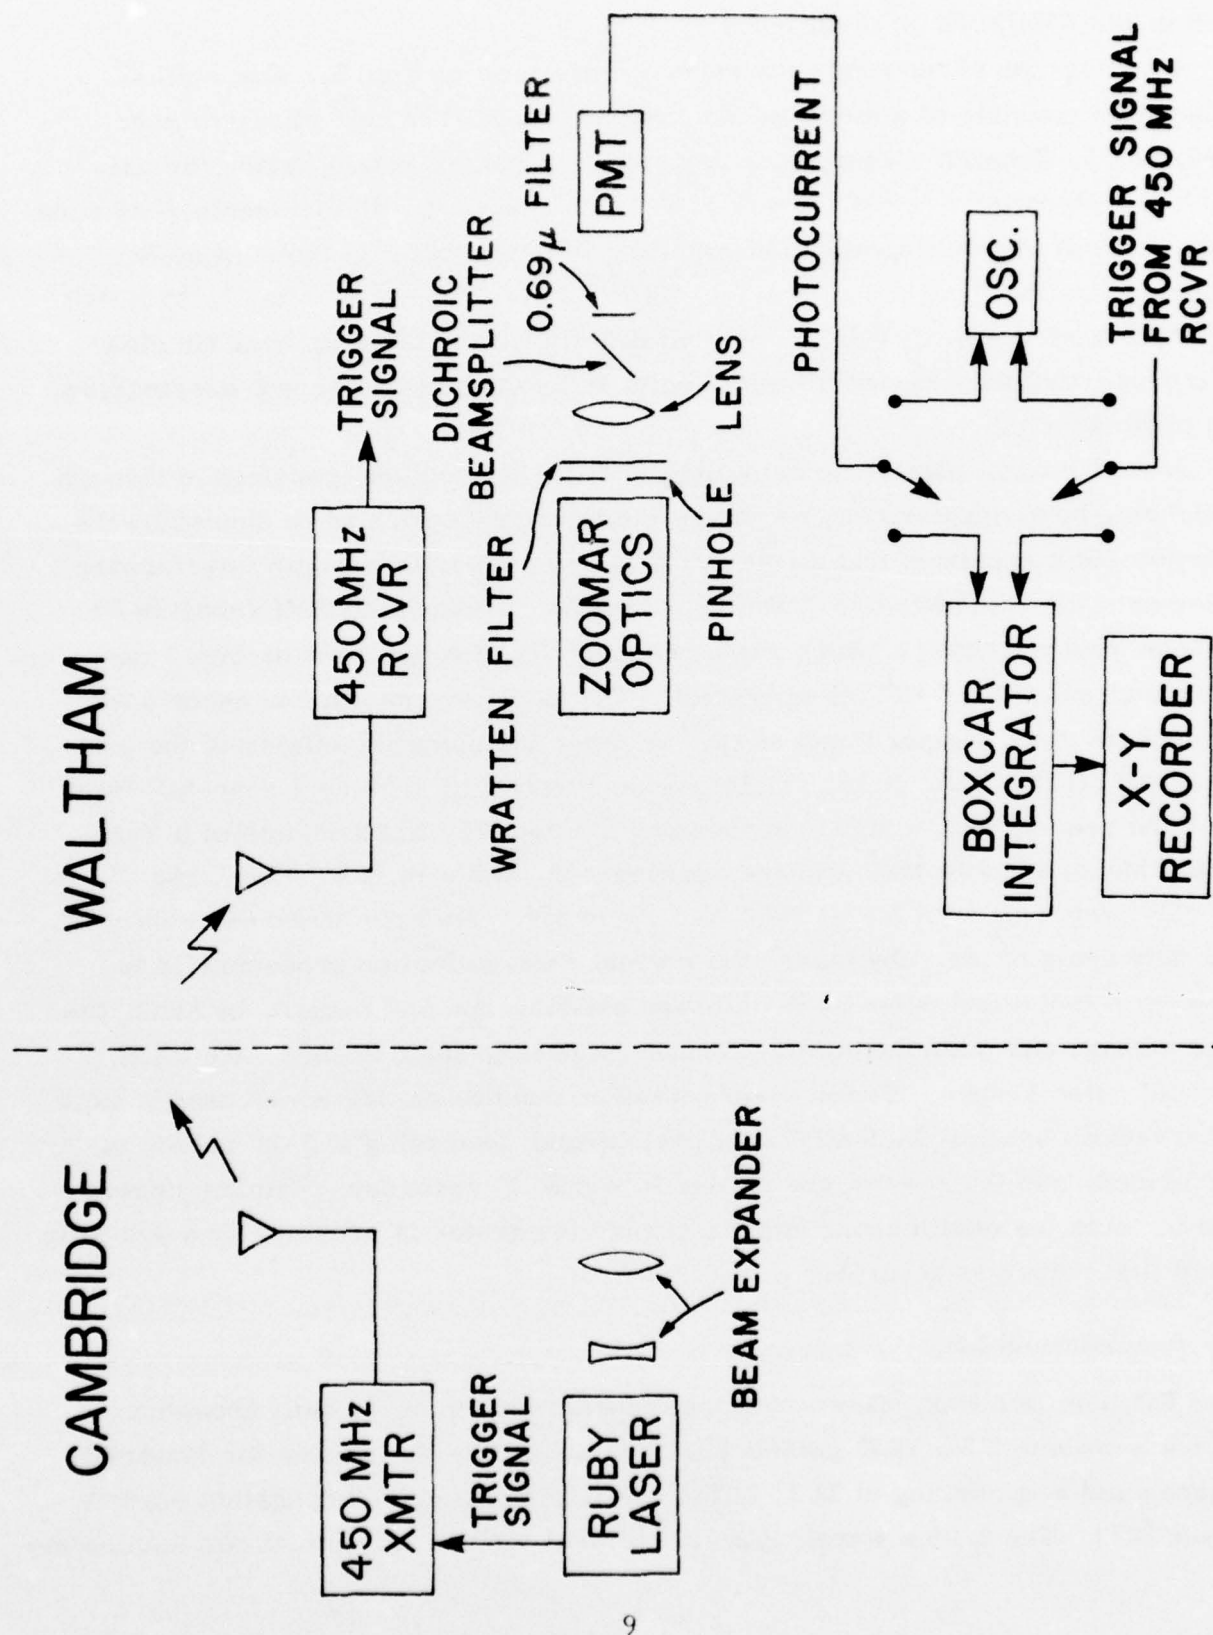 CAMBRIDGE
450 MHz
XMTR
TRIGGER
SIGNAL
RUBY
LASER
BEAM EXPANDER
WALTHAM
450 MHz
RCVR
TRIGGER
SIGNAL
WRATTEN FILTER
DICHROIC
BEAMSPLITTER
0.69μ FILTER
ZOOMAR
OPTICS
PINHOLE
LENS
PMT
PHOTOCURRENT
BOXCAR
INTEGRATOR
X-Y
RECORDER
OSC.
TRIGGER SIGNAL
FROM 450 MHz
RCVR
9